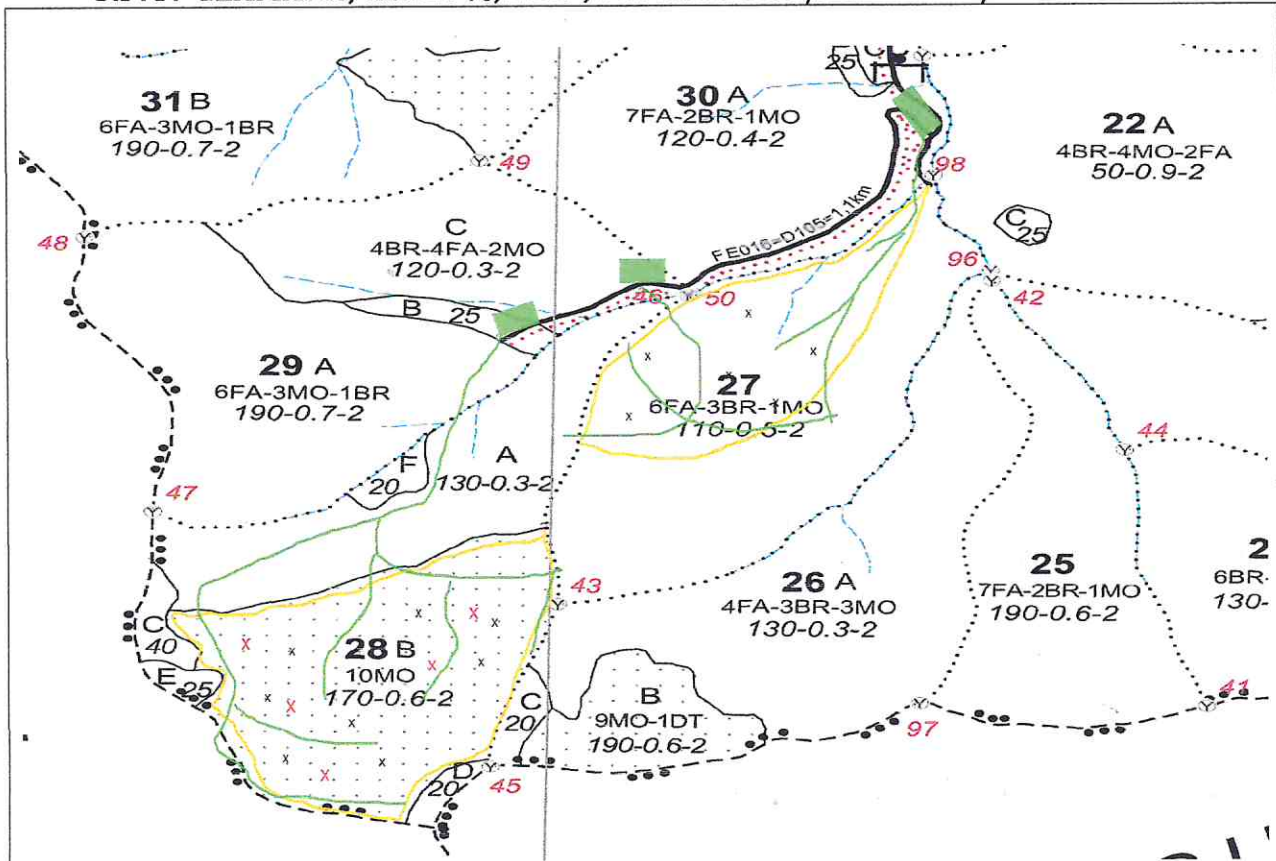 25
31 B
6FA-3MO-1BR
190-0.7-2
30 A
7FA-2BR-1MO
120-0.4-2
22 A
4BR-4MO-2FA
50-0.9-2
49
98
48
C
4BR-4FA-2MO
120-0.3-2
FE016=D105=1,1km
C
25
96
42
46
50
B 25
29 A
6FA-3MO-1BR
190-0.7-2
27
6FA-3BR-1MO
110-0.5-2
44
F
20
A
130-0.3-2
47
43
26 A
4FA-3BR-3MO
130-0.3-2
25
7FA-2BR-1MO
190-0.6-2
2
6BR-
130-
C
40
E
25
28 B
10MO
170-0.6-2
C
20
B
9MO-1DT
190-0.6-2
41
97
D
20
45